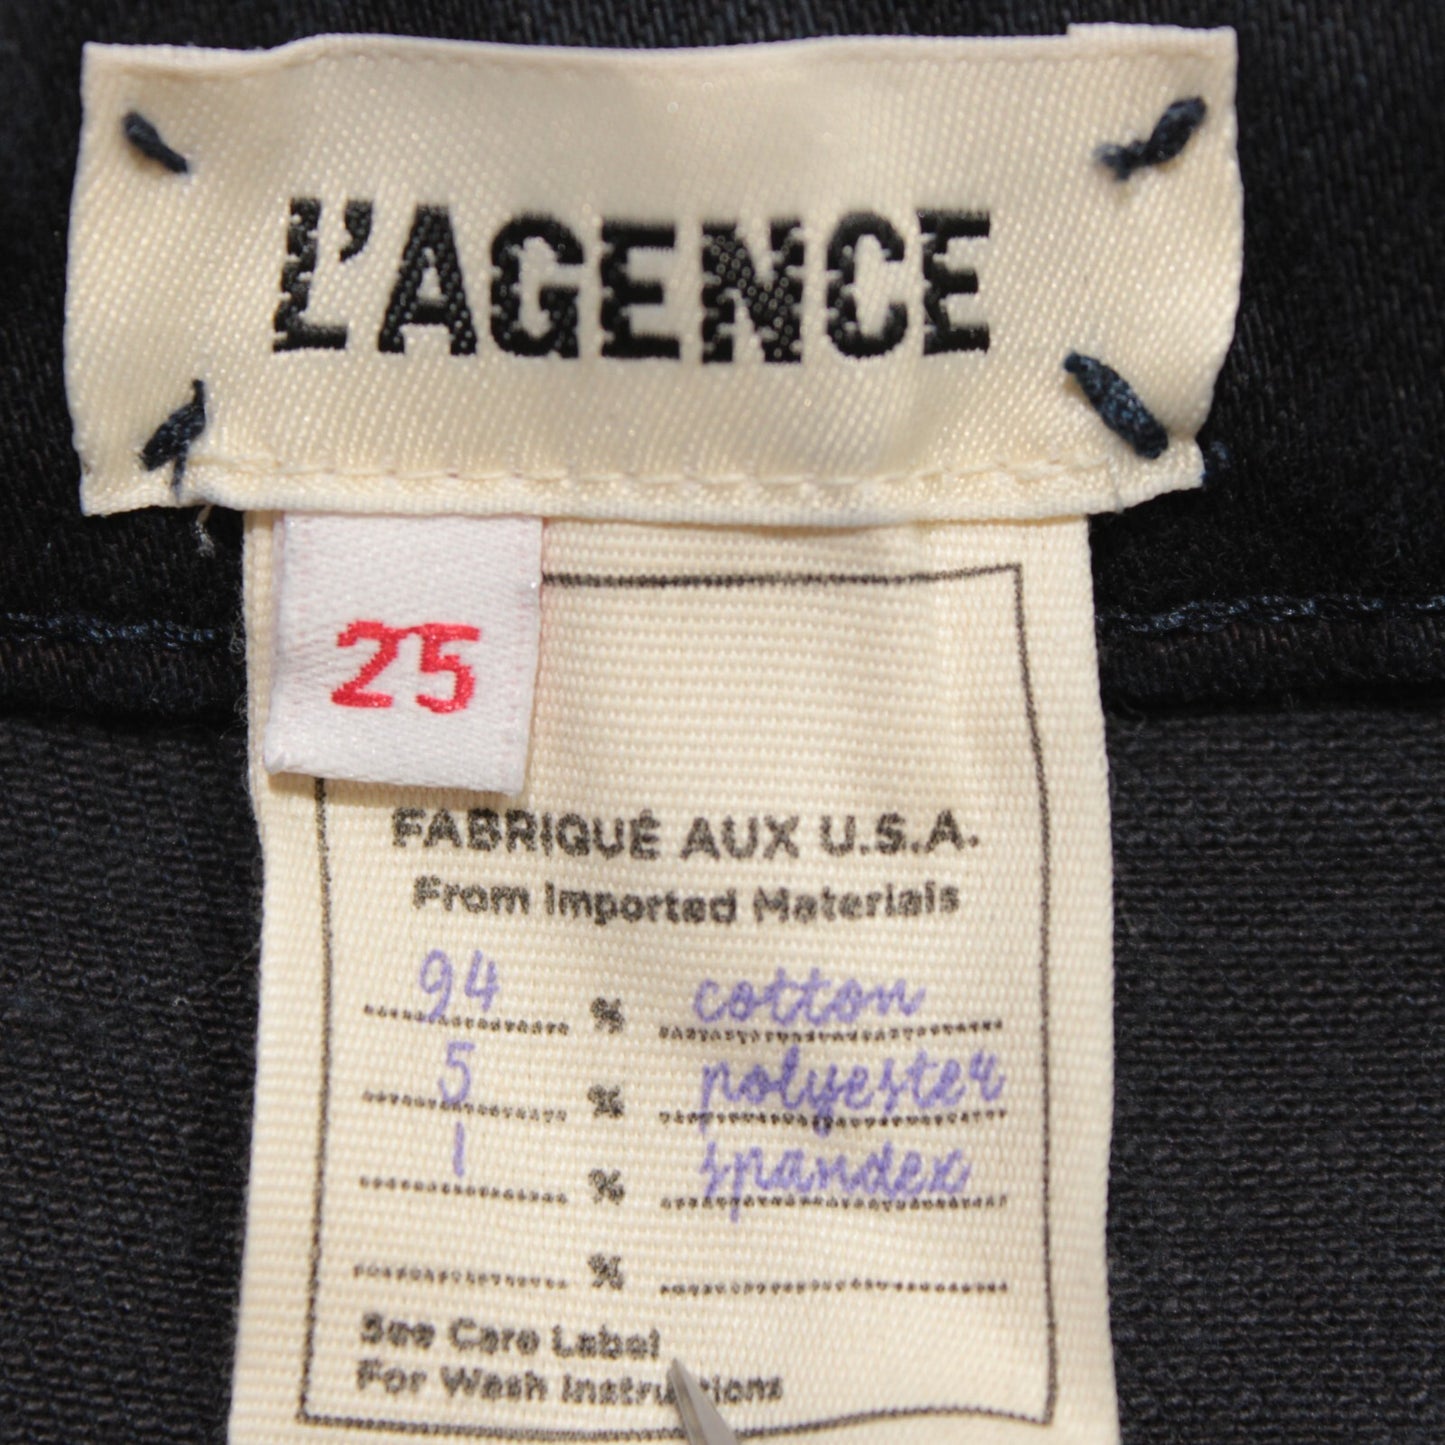 L'AGENCE
25
FABRIQUÉ AUX U.S.A.
From Imported Materials
94 % cotton
5 % polyester
1 % spandex
%
See Care Label
For Wash Instructions